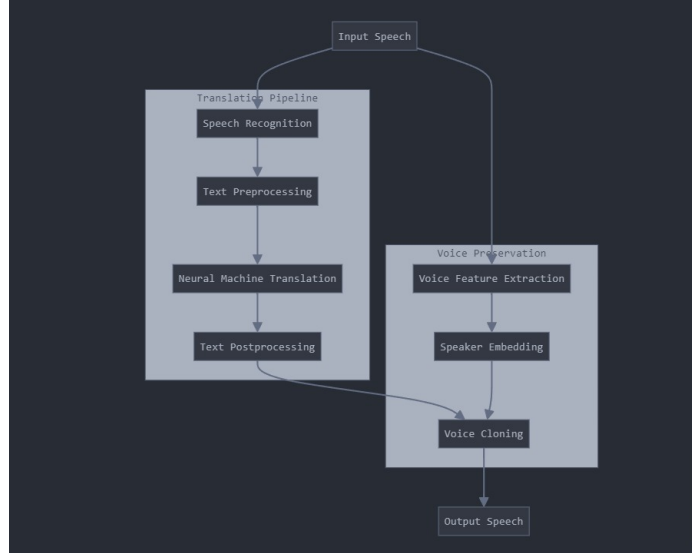 Input Speech
Translation Pipeline
Speech Recognition
Text Preprocessing
Neural Machine Translation
Text Postprocessing
Voice Preservation
Voice Feature Extraction
Speaker Embedding
Voice Cloning
Output Speech